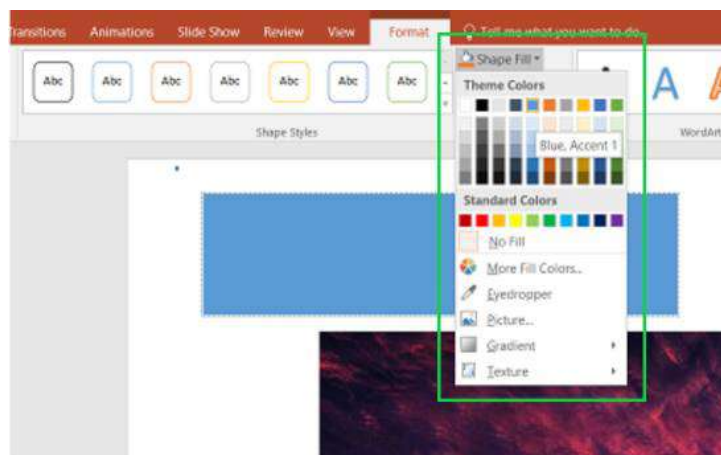 Transitions Animations Slide Show Review View Format Tell me what you want to do...
Shape Fill
Abc Abc Abc Abc Abc Abc Abc
Theme Colors
Blue, Accent 1
Shape Styles
WordArt
Standard Colors
No Fill
More Fill Colors...
Eyedropper
Picture...
Gradient
Texture